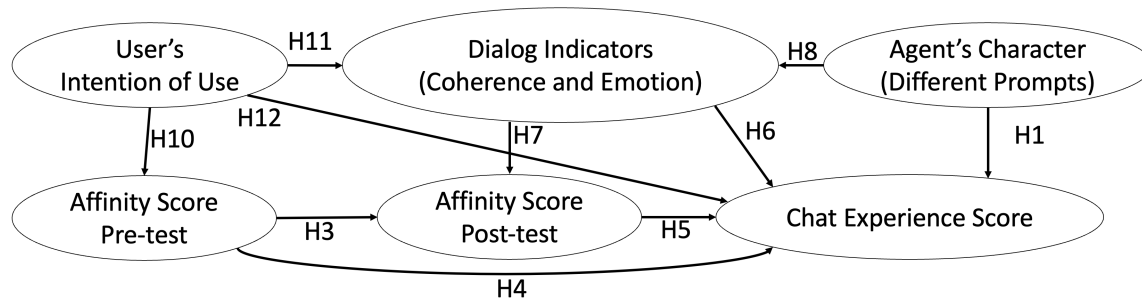 User's
Intention of Use
H11
Dialog Indicators
(Coherence and Emotion)
H8
Agent's Character
(Different Prompts)
H10
H12
H7
H6
H1
Affinity Score
Pre-test
H3
Affinity Score
Post-test
H5
Chat Experience Score
H4